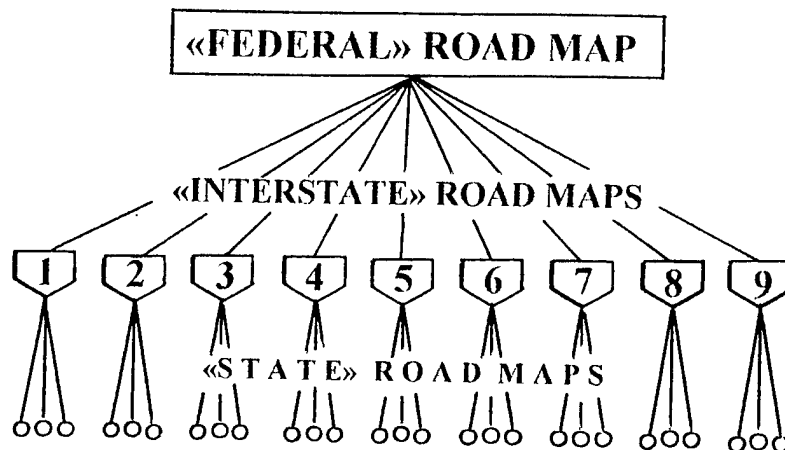 «FEDERAL» ROAD MAP
«INTERSTATE» ROAD MAPS
1 2 3 4 5 6 7 8 9
«STATE» ROAD MAPS